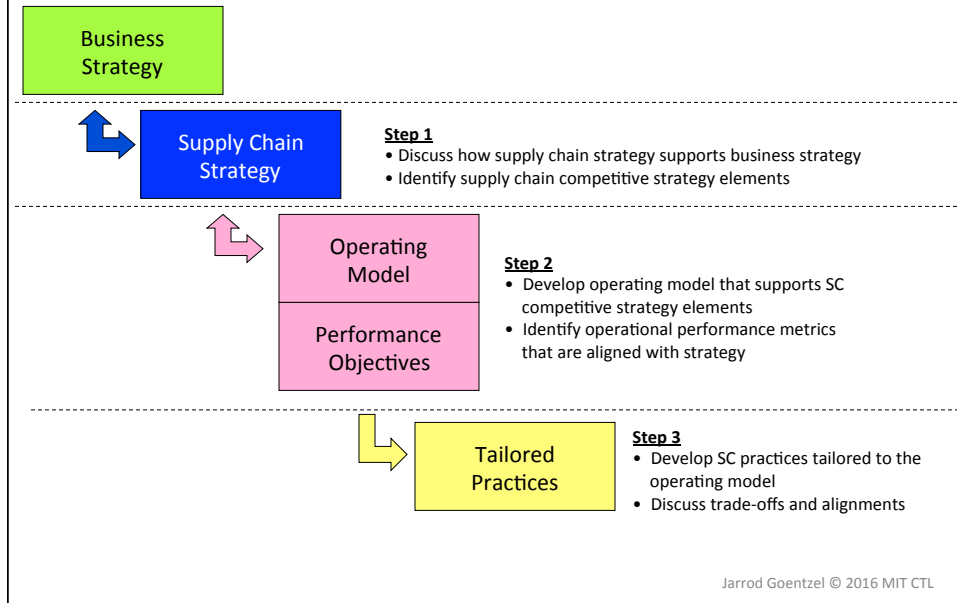 Business
Strategy
Supply Chain
Strategy
Step 1
• Discuss how supply chain strategy supports business strategy
• Identify supply chain competitive strategy elements
Operating
Model
Performance
Objectives
Step 2
• Develop operating model that supports SC
competitive strategy elements
• Identify operational performance metrics
that are aligned with strategy
Tailored
Practices
Step 3
• Develop SC practices tailored to the
operating model
• Discuss trade-offs and alignments
Jarrod Goentzel © 2016 MIT CTL